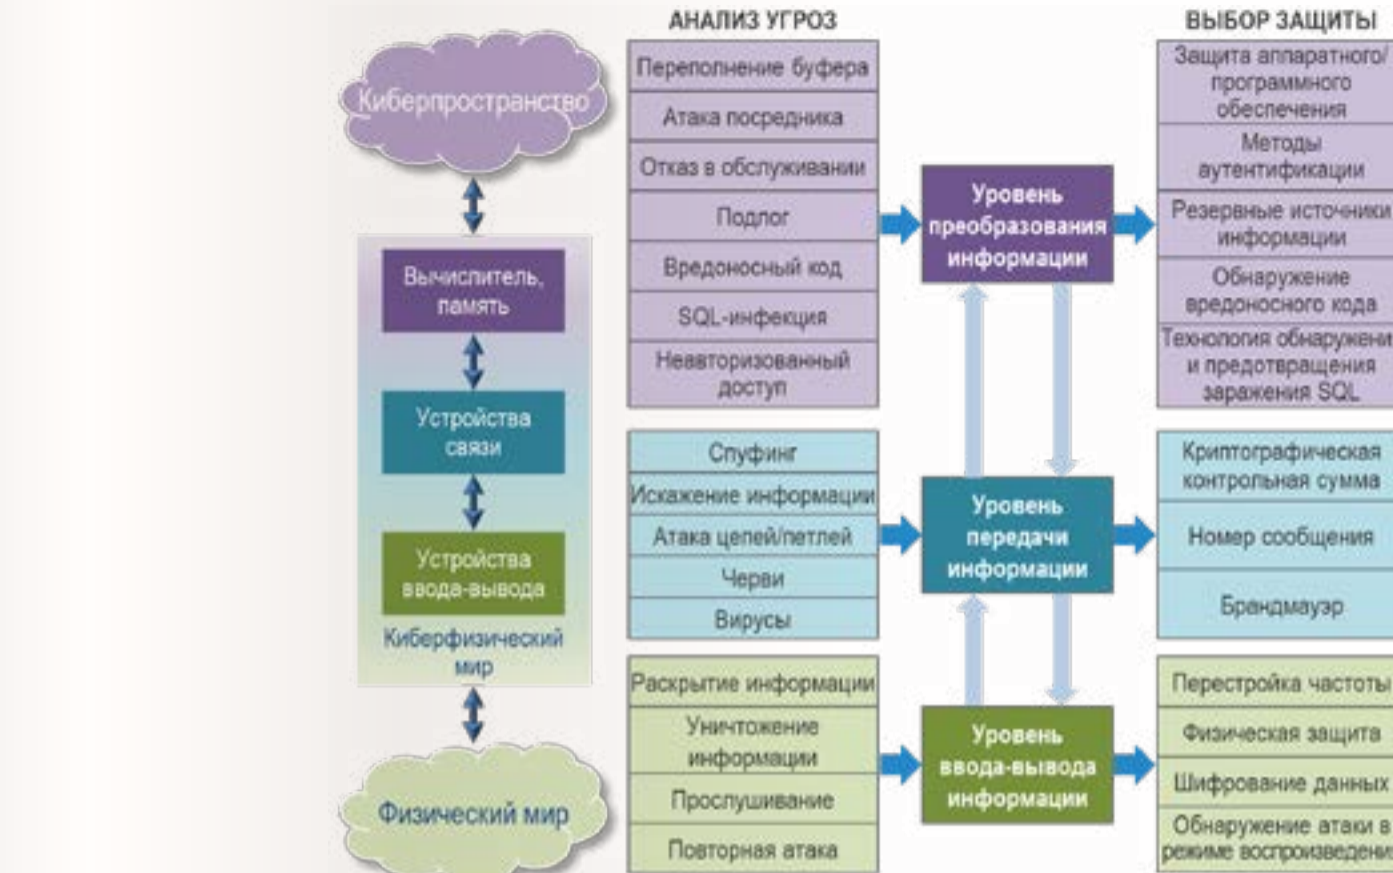 Киберпространство
Вычислитель,
память
Устройства
связи
Устройства
ввода-вывода
Киберфизический
мир
Физический мир
АНАЛИЗ УГРОЗ
Переполнение буфера
Атака посредника
Отказ в обслуживании
Подлог
Вредоносный код
SQL-инфекция
Неавторизованный
доступ
Спуфинг
Искажение информации
Атака цепей/петлей
Черви
Вирусы
Раскрытие информации
Уничтожение
информации
Прослушивание
Повторная атака
Уровень
преобразования
информации
Уровень
передачи
информации
Уровень
ввода-вывода
информации
ВЫБОР ЗАЩИТЫ
Защита аппаратного/
программного
обеспечения
Методы
аутентификации
Резервные источники
информации
Обнаружение
вредоносного кода
Технология обнаружени
и предотвращения
заражения SQL
Криптографическая
контрольная сумма
Номер сообщения
Брандмауэр
Перестройка частоты
Физическая защита
Шифрование данных
Обнаружение атаки в
режиме воспроизведени